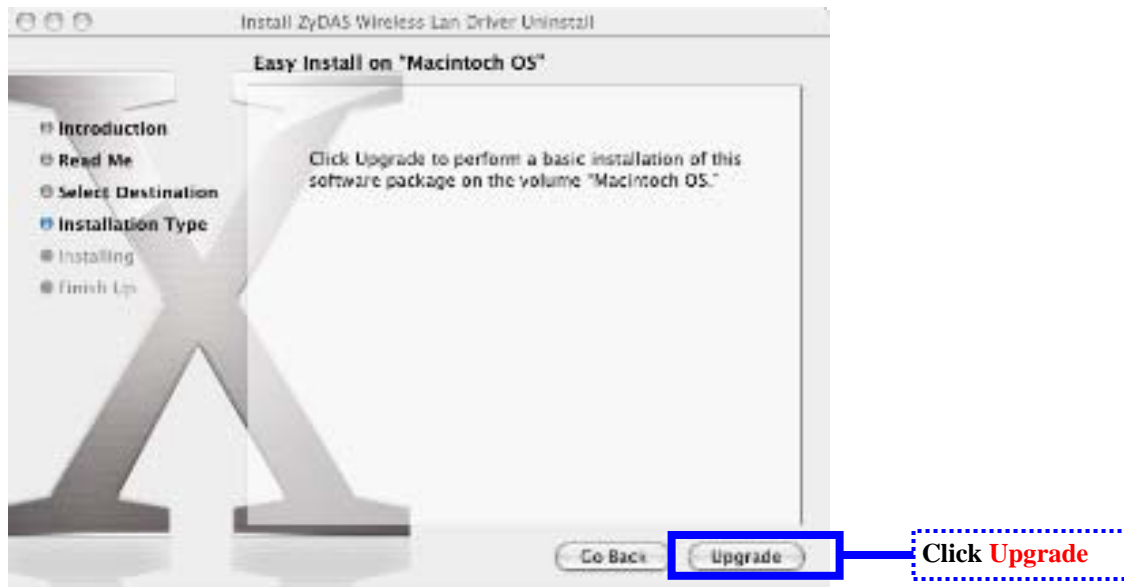 Install ZyDAS Wireless Lan Driver Uninstall
Easy Install on "Macintoch OS"
Introduction
Read Me
Select Destination
Installation Type
Installing
Finish Up
Click Upgrade to perform a basic installation of this
software package on the volume "Macintoch OS."
Go Back
Upgrade
Click Upgrade